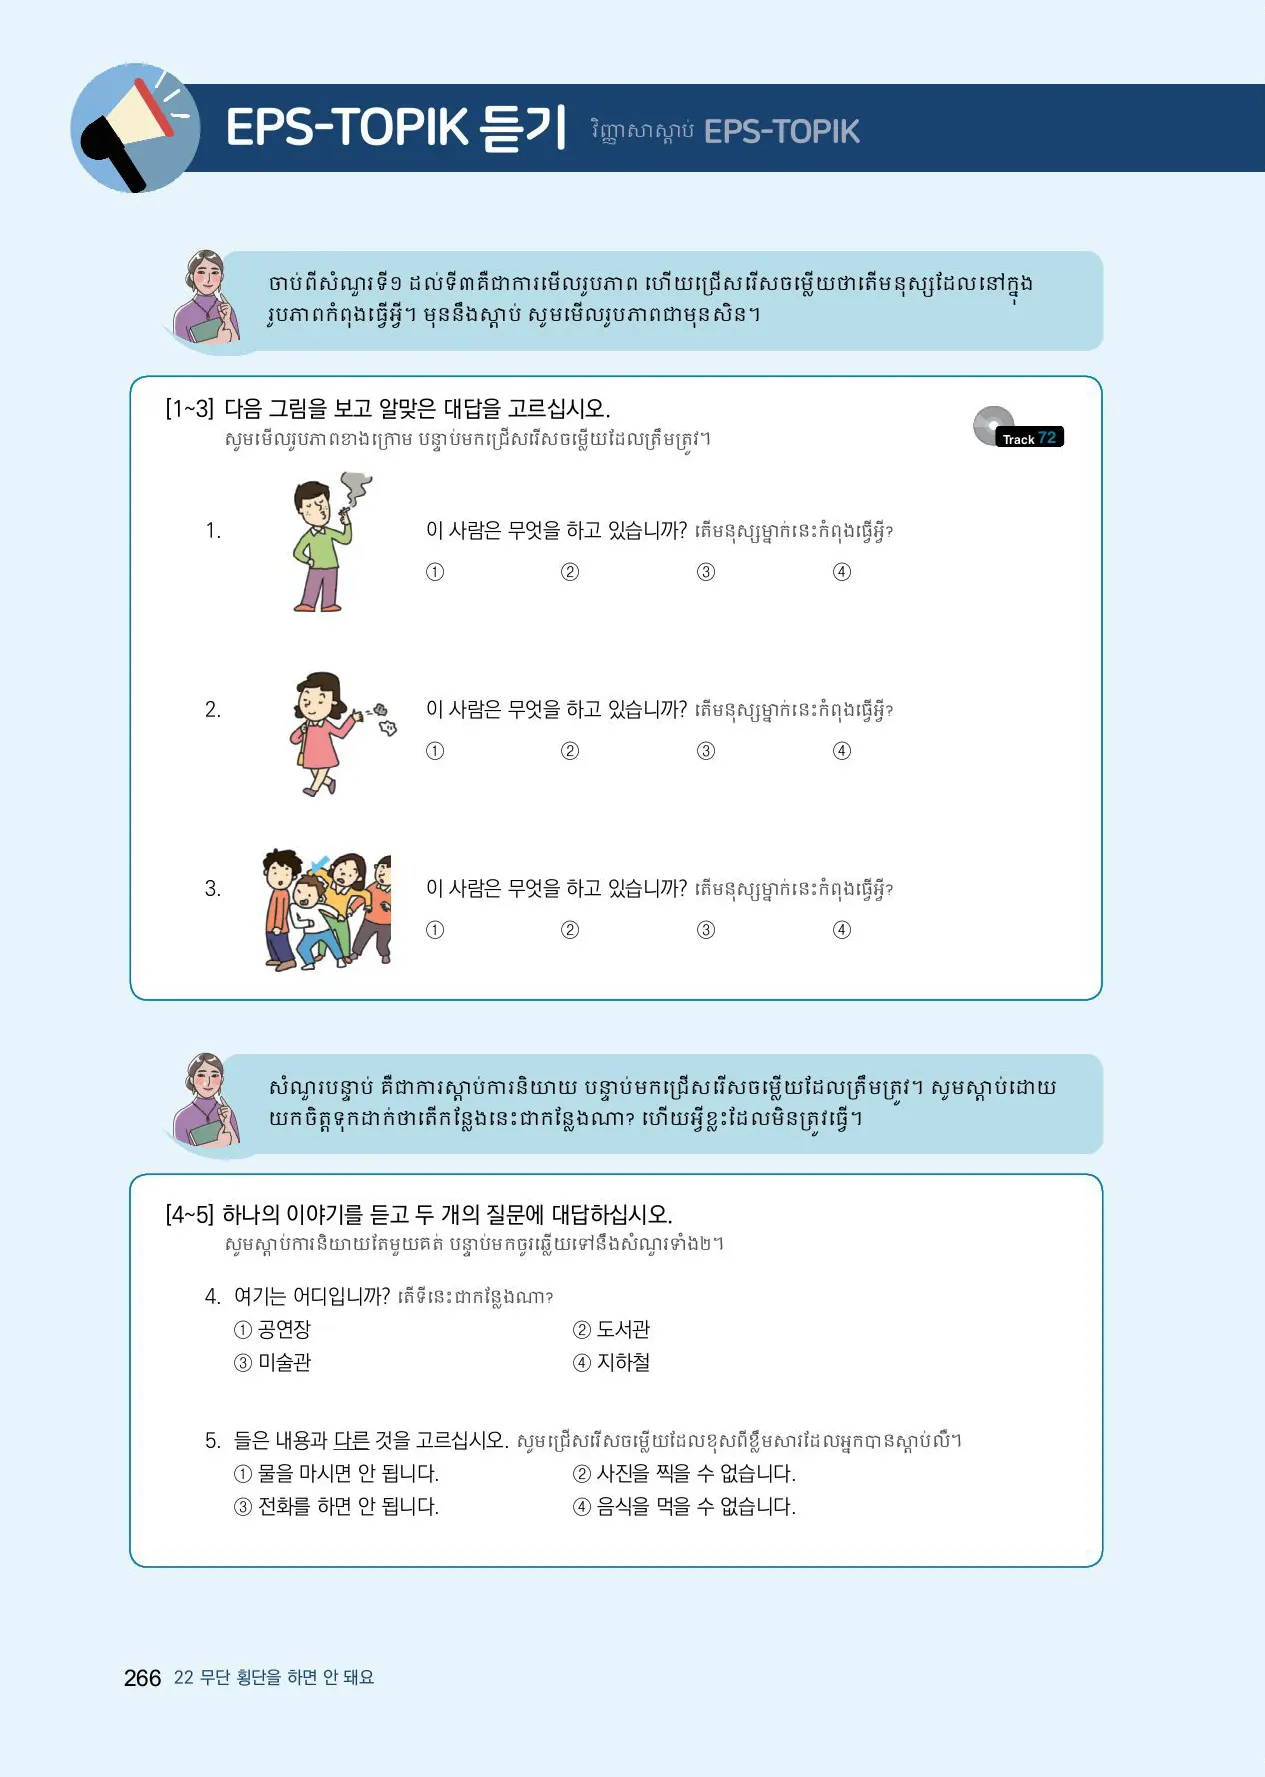 EPS-TOPIK 듣기 វិញ្ញាសាស្តាប់ EPS-TOPIK
ចាប់ពីសំណួរទី១ ដល់ទី៣គឺជាការមើលរូបភាព ហើយជ្រើសរើសចម្លើយថាតើមនុស្សដែលនៅក្នុង
រូបភាពកំពុងធ្វើអ្វី។ មុននឹងស្តាប់ សូមមើលរូបភាពជាមុនសិន។
[1~3] 다음 그림을 보고 알맞은 대답을 고르십시오.
សូមមើលរូបភាពខាងក្រោម បន្ទាប់មកជ្រើសរើសចម្លើយដែលត្រឹមត្រូវ។
Track 72
1. 이 사람은 무엇을 하고 있습니까? តើមនុស្សម្នាក់នេះកំពុងធ្វើអ្វី?
① ② ③ ④
2. 이 사람은 무엇을 하고 있습니까? តើមនុស្សម្នាក់នេះកំពុងធ្វើអ្វី?
① ② ③ ④
3. 이 사람은 무엇을 하고 있습니까? តើមនុស្សម្នាក់នេះកំពុងធ្វើអ្វី?
① ② ③ ④
សំណួរបន្ទាប់ គឺជាការស្តាប់ការនិយាយ បន្ទាប់មកជ្រើសរើសចម្លើយដែលត្រឹមត្រូវ។ សូមស្តាប់ដោយ
យកចិត្តទុកដាក់ថាតើកន្លែងនេះជាកន្លែងណា? ហើយអ្វីខ្លះដែលមិនត្រូវធ្វើ។
[4~5] 하나의 이야기를 듣고 두 개의 질문에 대답하십시오.
សូមស្តាប់ការនិយាយតែមួយគត់ បន្ទាប់មកចូរឆ្លើយទៅនឹងសំណួរទាំង២។
4. 여기는 어디입니까? តើទីនេះជាកន្លែងណា?
① 공연장 ② 도서관
③ 미술관 ④ 지하철
5. 들은 내용과 다른 것을 고르십시오. សូមជ្រើសរើសចម្លើយដែលខុសពីខ្លឹមសារដែលអ្នកបានស្តាប់លឺ។
① 물을 마시면 안 됩니다. ② 사진을 찍을 수 없습니다.
③ 전화를 하면 안 됩니다. ④ 음식을 먹을 수 없습니다.
266 22 무단 횡단을 하면 안 돼요